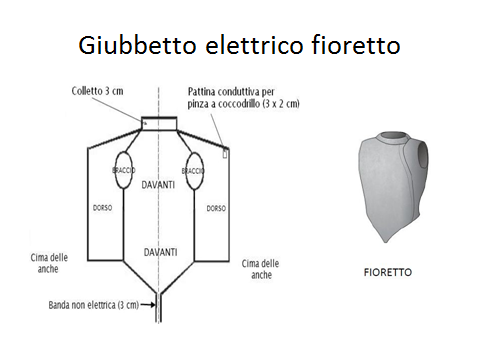 Giubbetto elettrico fioretto
Colletto 3 cm
Pattina conduttiva per
pinza a coccodrillo (3 x 2 cm)
BRACCIO
BRACCIO
DAVANTI
DORSO
DORSO
DAVANTI
Cima delle
anche
Cima delle
anche
Banda non elettrica (3 cm)
FIORETTO